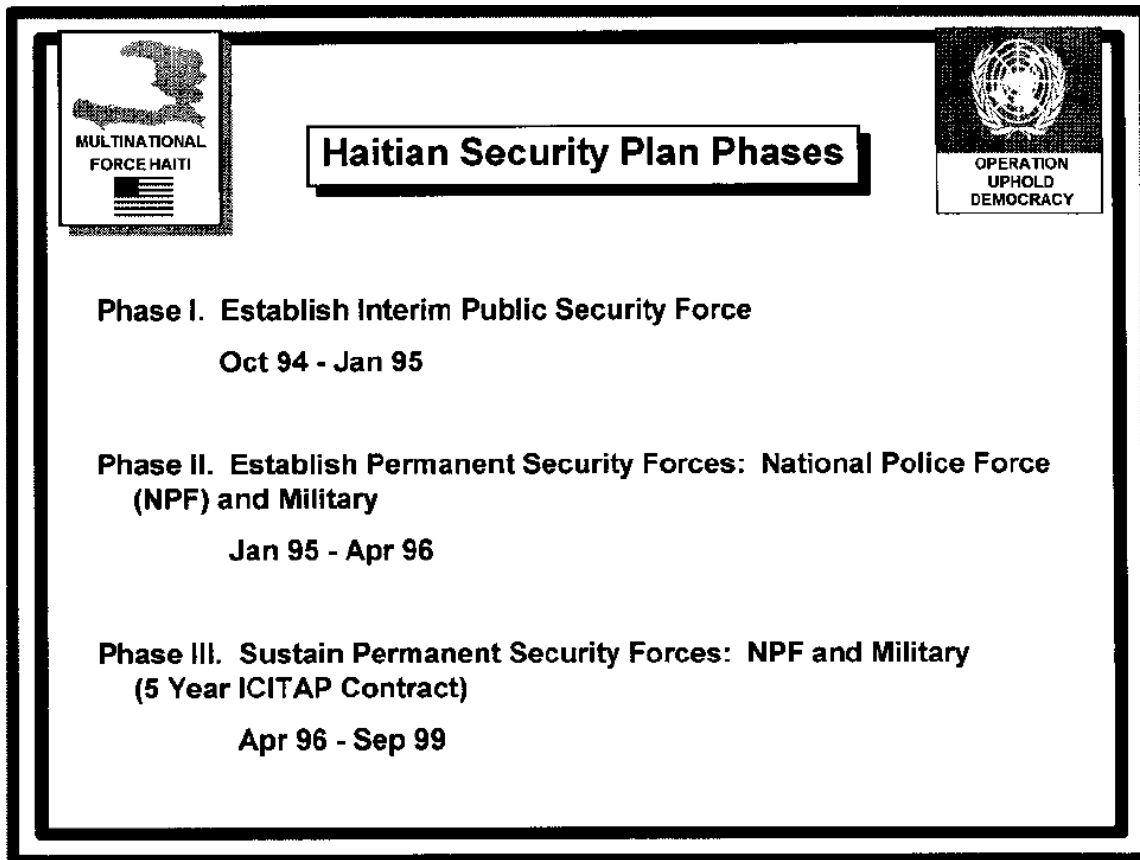 MULTINATIONAL
FORCE HAITI
Haitian Security Plan Phases
OPERATION
UPHOLD
DEMOCRACY
Phase I. Establish Interim Public Security Force
Oct 94 - Jan 95
Phase II. Establish Permanent Security Forces: National Police Force
(NPF) and Military
Jan 95 - Apr 96
Phase III. Sustain Permanent Security Forces: NPF and Military
(5 Year ICITAP Contract)
Apr 96 - Sep 99